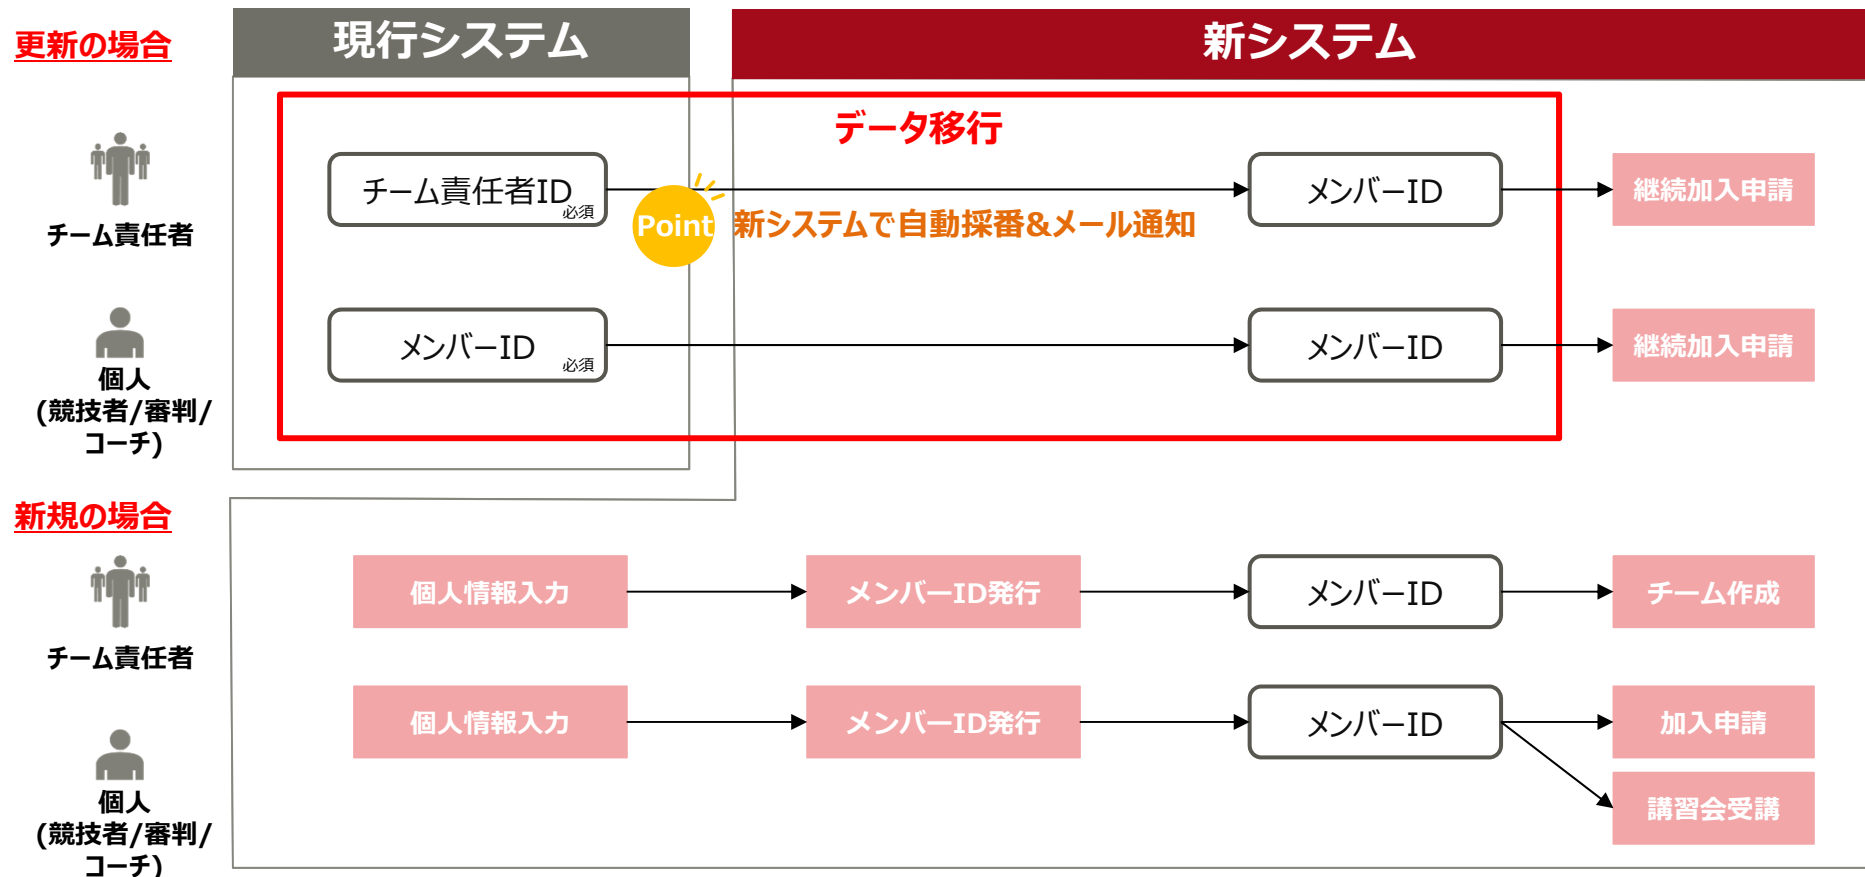 更新の場合
現行システム
新システム
データ移行
チーム責任者
チーム責任者ID
必須
Point
新システムで自動採番&メール通知
メンバーID
継続加入申請
個人
(競技者/審判/
コーチ)
メンバーID
必須
メンバーID
継続加入申請
新規の場合
チーム責任者
個人情報入力
メンバーID発行
メンバーID
チーム作成
個人
(競技者/審判/
コーチ)
個人情報入力
メンバーID発行
メンバーID
加入申請
講習会受講